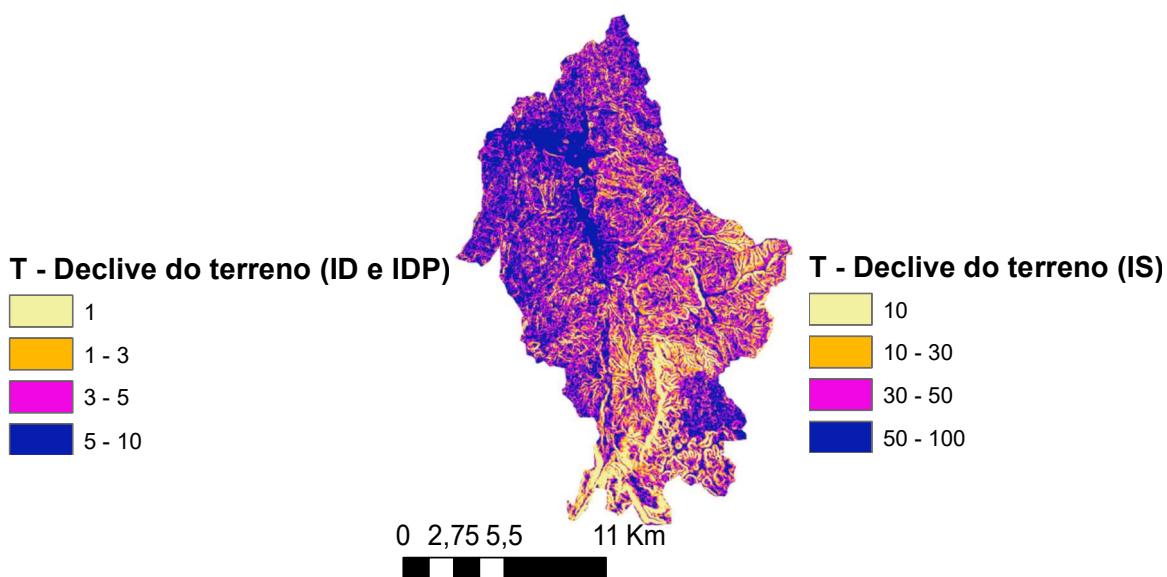 T - Declive do terreno (ID e IDP)
1
1 - 3
3 - 5
5 - 10
T - Declive do terreno (IS)
10
10 - 30
30 - 50
50 - 100
0 2,75 5,5 11 Km